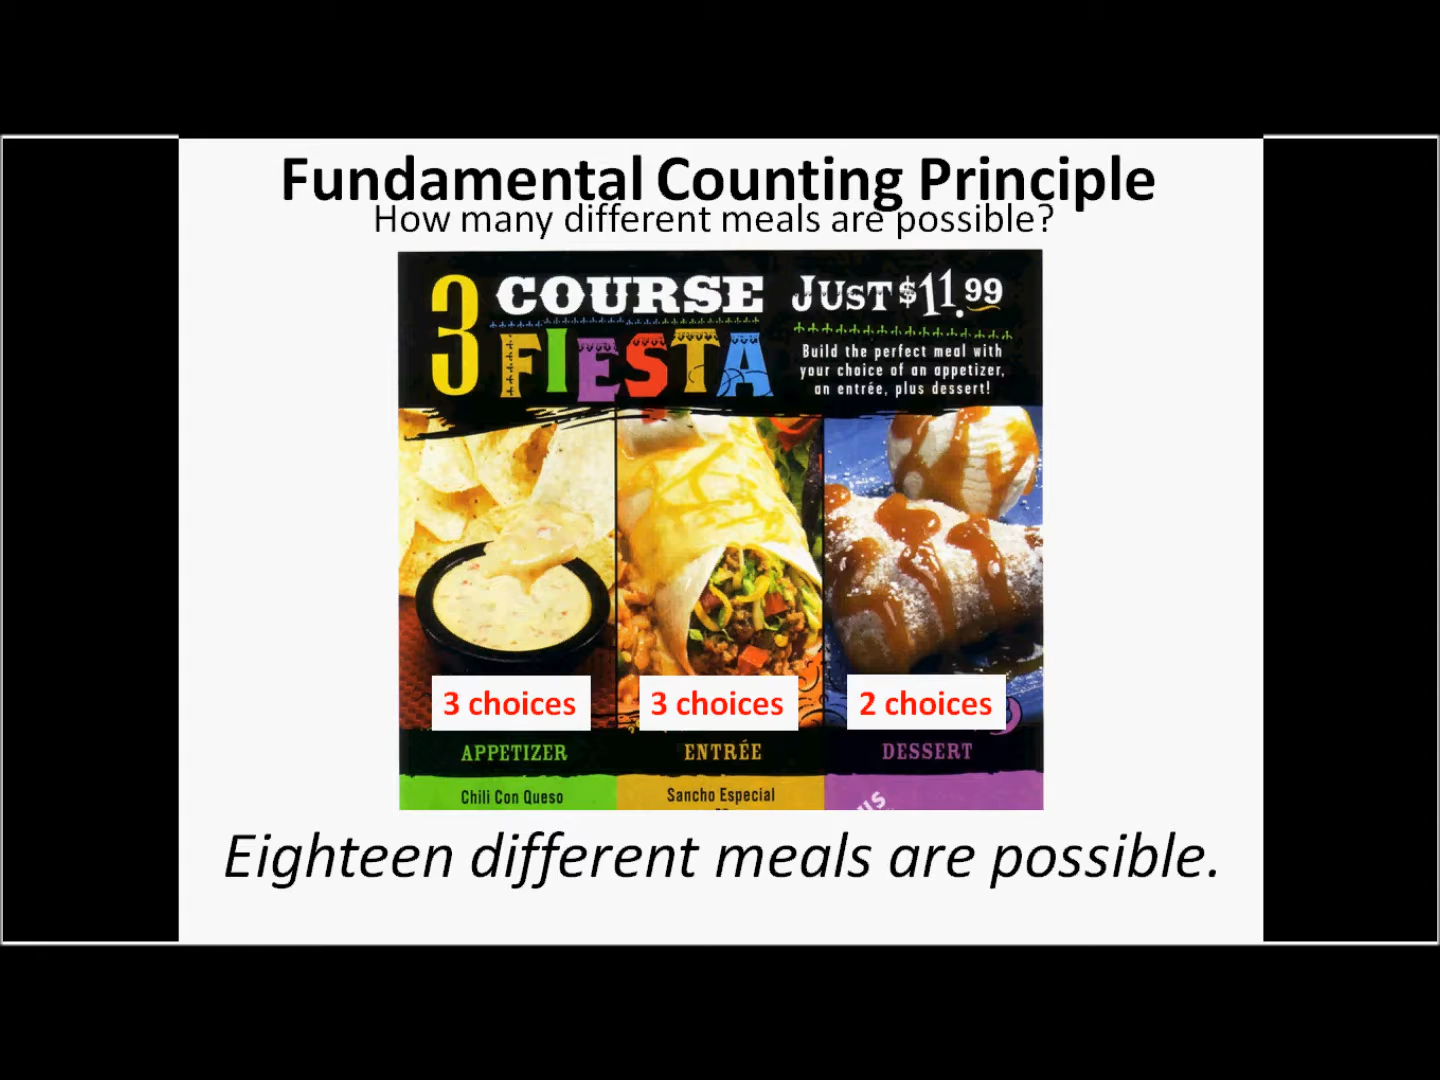 Fundamental Counting Principle
How many different meals are possible?
3 COURSE FIESTA
JUST $11.99
Build the perfect meal with
your choice of an appetizer,
an entrée, plus dessert!
3 choices
3 choices
2 choices
APPETIZER
ENTRÉE
DESSERT
Chili Con Queso
Sancho Especial
Eighteen different meals are possible.